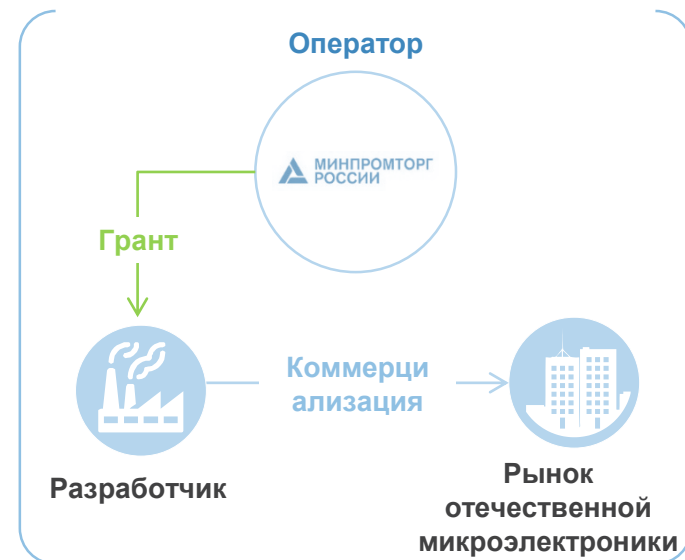 Оператор
МИНПРОМТОРГ
РОССИИ
Грант
Коммерци
ализация
Разработчик
Рынок
отечественной
микроэлектроники